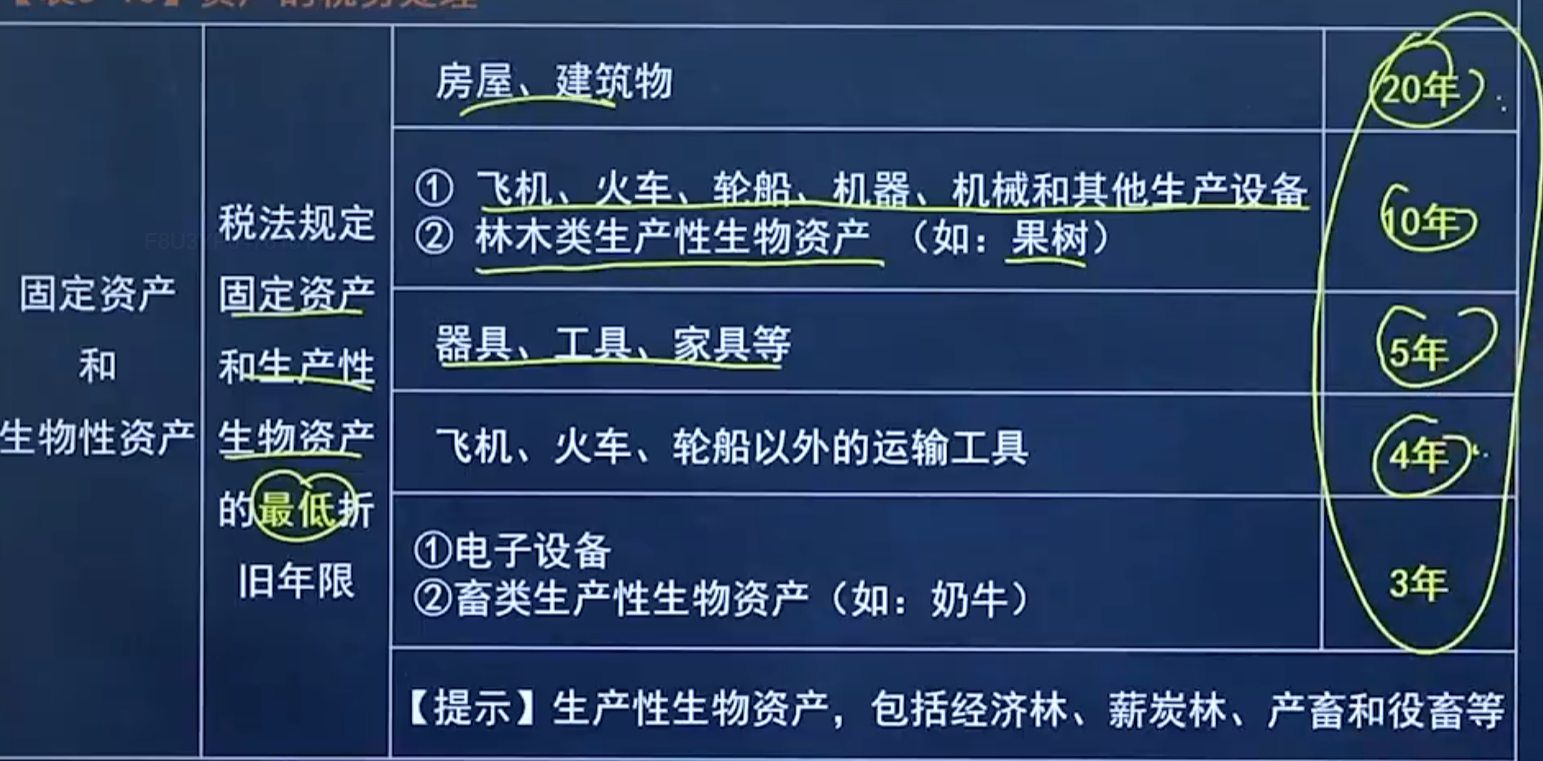 资产的税务处理
固定资产
和
生物性资产
税法规定
固定资产
和生产性
生物资产
的最低折
旧年限
房屋、建筑物
20年
① 飞机、火车、轮船、机器、机械和其他生产设备
② 林木类生产性生物资产 （如：果树）
10年
器具、工具、家具等
5年
飞机、火车、轮船以外的运输工具
4年
①电子设备
②畜类生产性生物资产（如：奶牛）
3年
【提示】生产性生物资产，包括经济林、薪炭林、产畜和役畜等